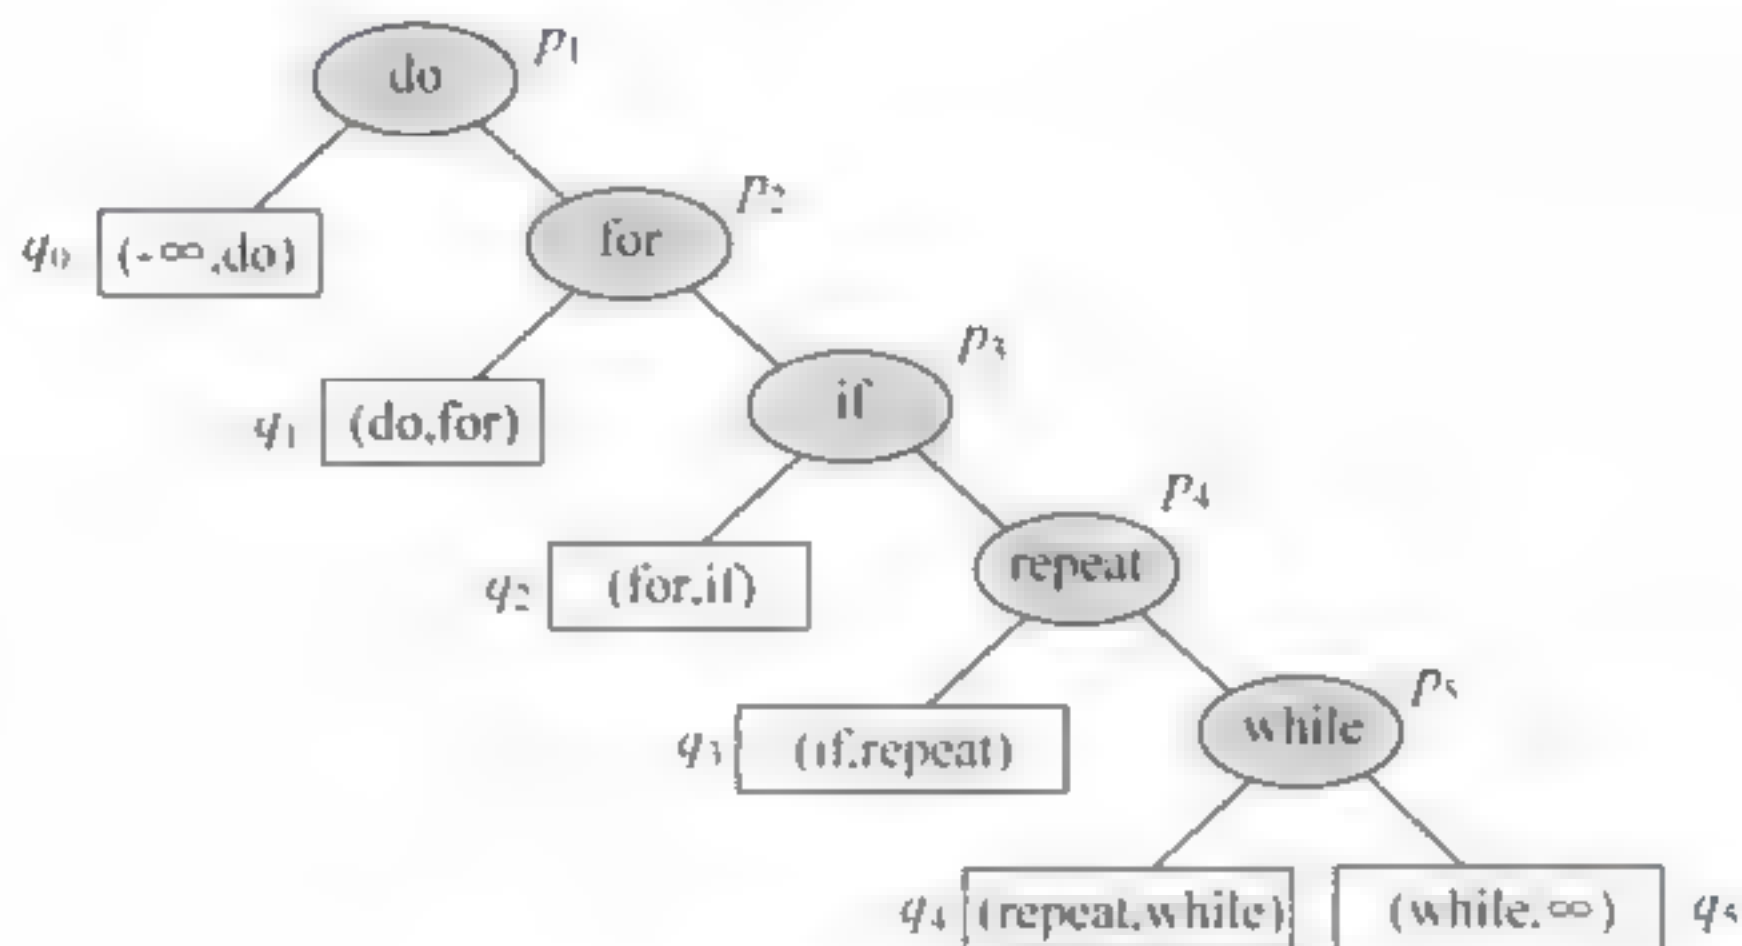 do p₁
q₀ (-∞,do) for p₂
q₁ (do,for) if p₃
q₂ (for,if) repeat p₄
q₃ (if,repeat) while p₅
q₄ (repeat,while) (while,∞) q₅